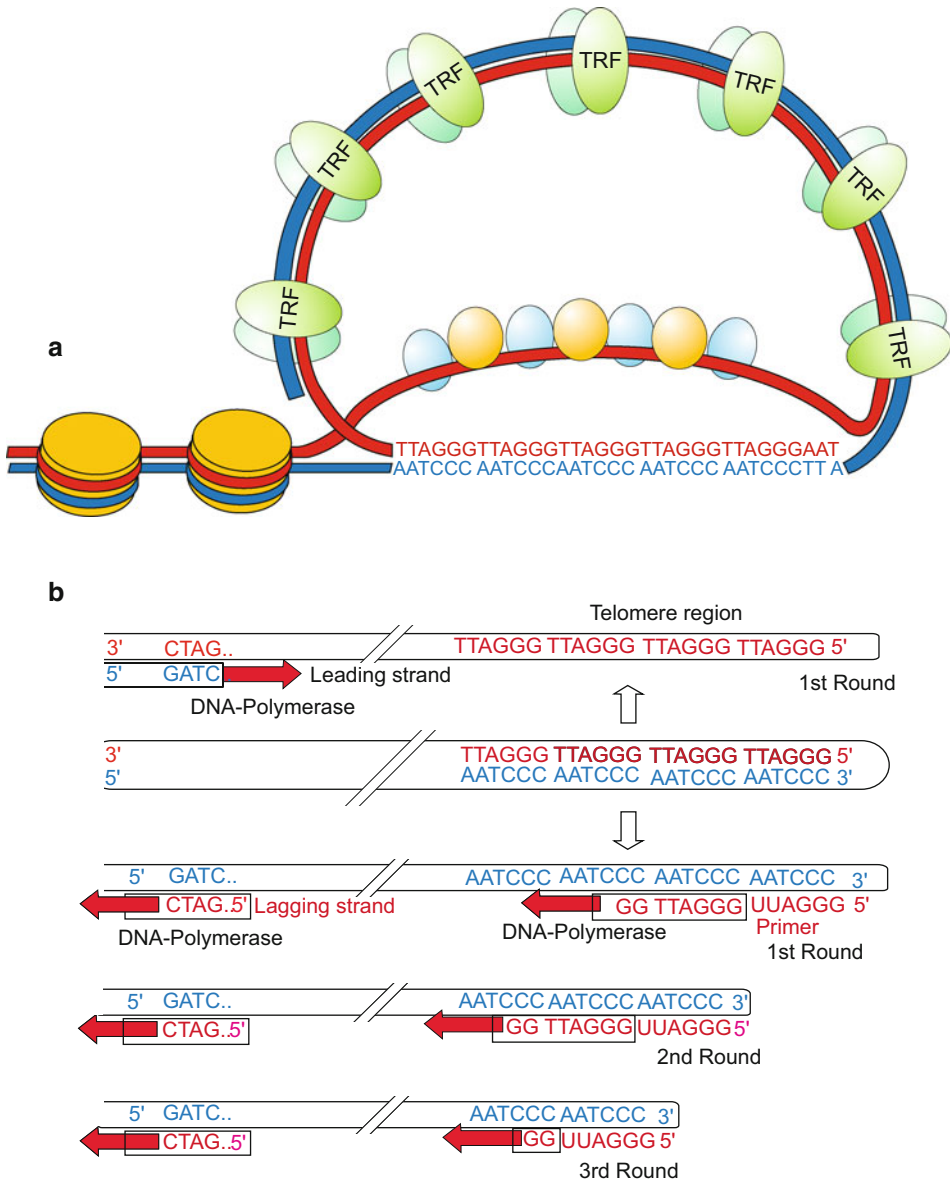 TRF
TRF
TRF
TRF
TRF
TRF
TRF
a
TTAGGGTTAGGGTTAGGGTTAGGGTTAGGGAAT
AATCCC AATCCCAATCCC AATCCC AATCCCTT A
b
Telomere region
3' CTAG.. TTAGGG TTAGGG TTAGGG TTAGGG 5'
5' GATC Leading strand
DNA-Polymerase
1st Round
3' TTAGGG TTAGGG TTAGGG TTAGGG 5'
5' AATCCC AATCCC AATCCC AATCCC 3'
5' GATC.. AATCCC AATCCC AATCCC AATCCC 3'
CTAG..5' Lagging strand GG TTAGGG UUAGGG 5'
DNA-Polymerase DNA-Polymerase Primer
1st Round
5' GATC.. AATCCC AATCCC AATCCC 3'
CTAG..5' GG TTAGGG UUAGGG 5'
2nd Round
5' GATC.. AATCCC AATCCC 3'
CTAG..5' GG UUAGGG 5'
3rd Round